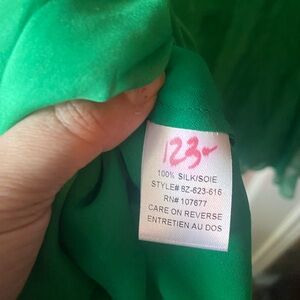 123-
100% SILK/SOIE
STYLE# 8Z-623-616
RN# 107677
CARE ON REVERSE
ENTRETIEN AU DOS